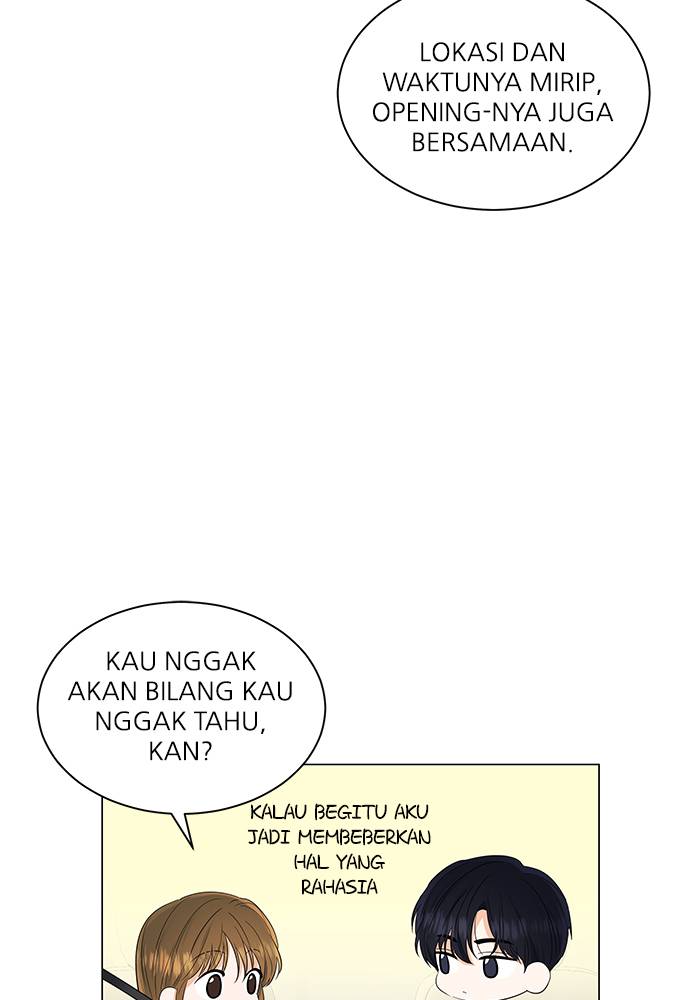 LOKASI DAN
WAKTUNYA MIRIP,
OPENING-NYA JUGA
BERSAMAAN.
KAU NGGAK
AKAN BILANG KAU
NGGAK TAHU,
KAN?
KALAU BEGITU AKU
JADI MEMBEBERKAN
HAL YANG
RAHASIA